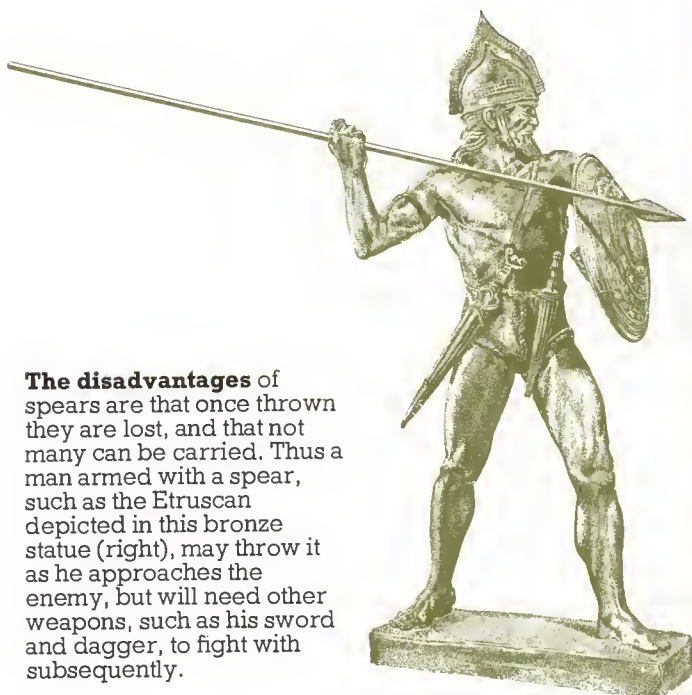 The disadvantages of
spears are that once thrown
they are lost, and that not
many can be carried. Thus a
man armed with a spear,
such as the Etruscan
depicted in this bronze
statue (right), may throw it
as he approaches the
enemy, but will need other
weapons, such as his sword
and dagger, to fight with
subsequently.